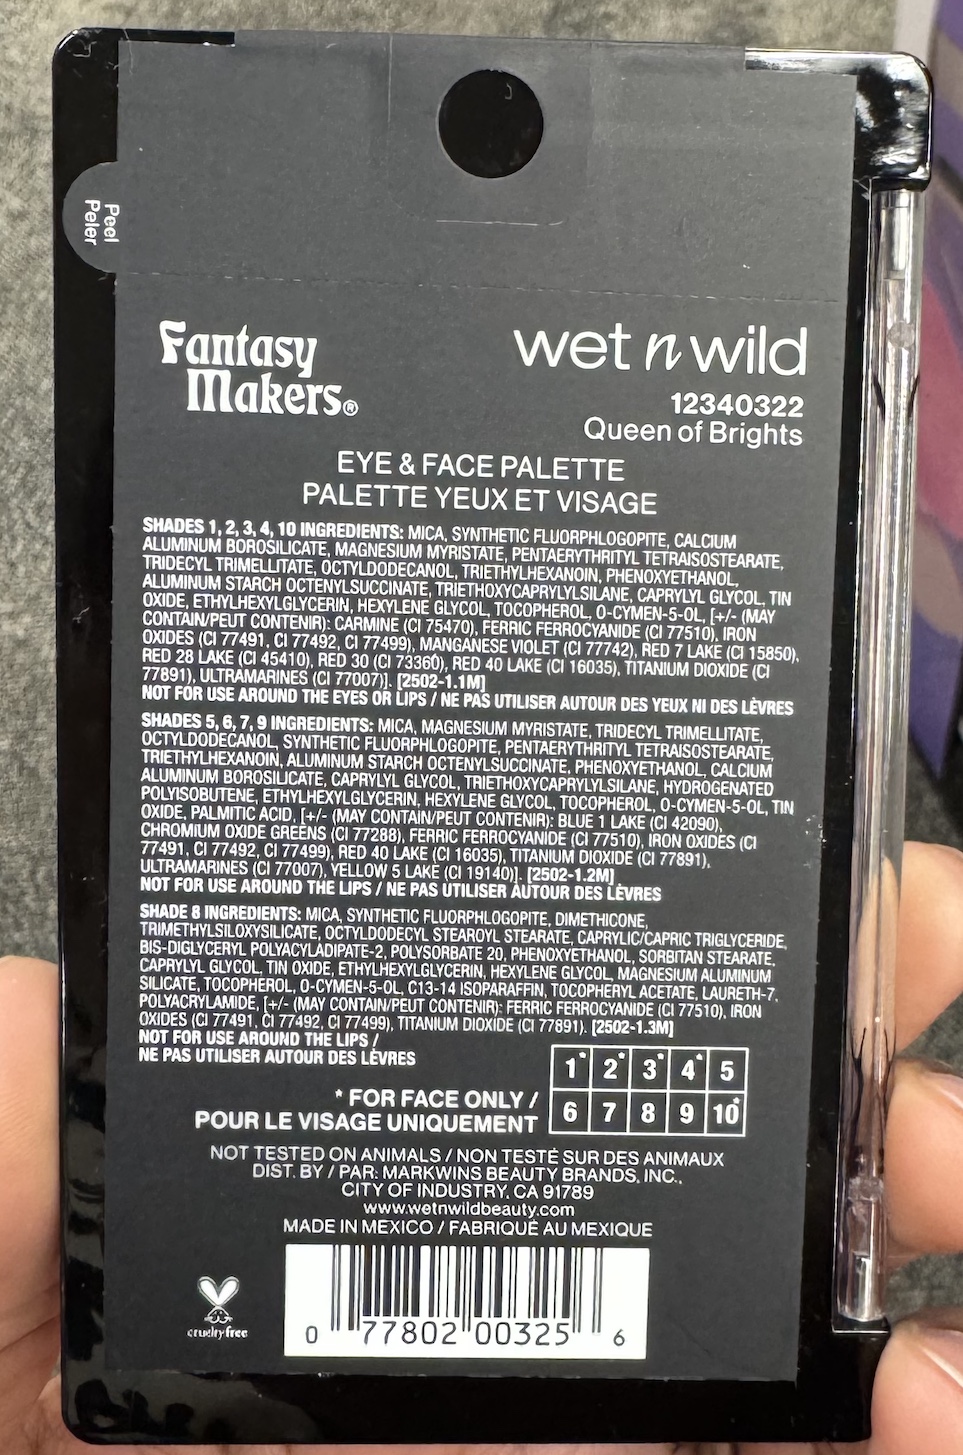 Peel
Peler
Fantasy
Makers®
wet n wild
12340322
Queen of Brights
EYE & FACE PALETTE
PALETTE YEUX ET VISAGE
SHADES 1, 2, 3, 4, 10 INGREDIENTS: MICA, SYNTHETIC FLUORPHLOGOPITE, CALCIUM
ALUMINUM BOROSILICATE, MAGNESIUM MYRISTATE, PENTAERYTHRITYL TETRAISOSTEARATE,
TRIDECYL TRIMELLITATE, OCTYLDODECANOL, TRIETHYLHEXANOIN, PHENOXYETHANOL,
ALUMINUM STARCH OCTENYLSUCCINATE, TRIETHOXYCAPRYLYLSILANE, CAPRYLYL GLYCOL, TIN
OXIDE, ETHYLHEXYLGLYCERIN, HEXYLENE GLYCOL, TOCOPHEROL, O-CYMEN-5-OL, [+/- (MAY
CONTAIN/PEUT CONTENIR): CARMINE (CI 75470), FERRIC FERROCYANIDE (CI 77510), IRON
OXIDES (CI 77491, CI 77492, CI 77499), MANGANESE VIOLET (CI 77742), RED 7 LAKE (CI 15850),
RED 28 LAKE (CI 45410), RED 30 (CI 73360), RED 40 LAKE (CI 16035), TITANIUM DIOXIDE (CI
77891), ULTRAMARINES (CI 77007)]. [2502-1.1M]
NOT FOR USE AROUND THE EYES OR LIPS / NE PAS UTILISER AUTOUR DES YEUX NI DES LÈVRES
SHADES 5, 6, 7, 9 INGREDIENTS: MICA, MAGNESIUM MYRISTATE, TRIDECYL TRIMELLITATE,
OCTYLDODECANOL, SYNTHETIC FLUORPHLOGOPITE, PENTAERYTHRITYL TETRAISOSTEARATE,
TRIETHYLHEXANOIN, ALUMINUM STARCH OCTENYLSUCCINATE, PHENOXYETHANOL, CALCIUM
ALUMINUM BOROSILICATE, CAPRYLYL GLYCOL, TRIETHOXYCAPRYLYLSILANE, HYDROGENATED
POLYISOBUTENE, ETHYLHEXYLGLYCERIN, HEXYLENE GLYCOL, TOCOPHEROL, O-CYMEN-5-OL, TIN
OXIDE, PALMITIC ACID, [+/- (MAY CONTAIN/PEUT CONTENIR): BLUE 1 LAKE (CI 42090),
CHROMIUM OXIDE GREENS (CI 77288), FERRIC FERROCYANIDE (CI 77510), IRON OXIDES (CI
77491, CI 77492, CI 77499), RED 40 LAKE (CI 16035), TITANIUM DIOXIDE (CI 77891),
ULTRAMARINES (CI 77007), YELLOW 5 LAKE (CI 19140)]. [2502-1.2M]
NOT FOR USE AROUND THE LIPS / NE PAS UTILISER AUTOUR DES LÈVRES
SHADE 8 INGREDIENTS: MICA, SYNTHETIC FLUORPHLOGOPITE, DIMETHICONE,
TRIMETHYLSILOXYSILICATE, OCTYLDODECYL STEAROYL STEARATE, CAPRYLIC/CAPRIC TRIGLYCERIDE,
BIS-DIGLYCERYL POLYACYLADIPATE-2, POLYSORBATE 20, PHENOXYETHANOL, SORBITAN STEARATE,
CAPRYLYL GLYCOL, TIN OXIDE, ETHYLHEXYLGLYCERIN, HEXYLENE GLYCOL, MAGNESIUM ALUMINUM
SILICATE, TOCOPHEROL, O-CYMEN-5-OL, C13-14 ISOPARAFFIN, TOCOPHERYL ACETATE, LAURETH-7,
POLYACRYLAMIDE, [+/- (MAY CONTAIN/PEUT CONTENIR): FERRIC FERROCYANIDE (CI 77510), IRON
OXIDES (CI 77491, CI 77492, CI 77499), TITANIUM DIOXIDE (CI 77891). [2502-1.3M]
NOT FOR USE AROUND THE LIPS /
NE PAS UTILISER AUTOUR DES LÈVRES
1* 2* 3* 4* 5
6 7 8 9 10*
* FOR FACE ONLY /
POUR LE VISAGE UNIQUEMENT
NOT TESTED ON ANIMALS / NON TESTÉ SUR DES ANIMAUX
DIST. BY / PAR: MARKWINS BEAUTY BRANDS, INC.,
CITY OF INDUSTRY, CA 91789
www.wetnwildbeauty.com
MADE IN MEXICO / FABRIQUÉ AU MEXIQUE
cruelty free
0 77802 00325 6